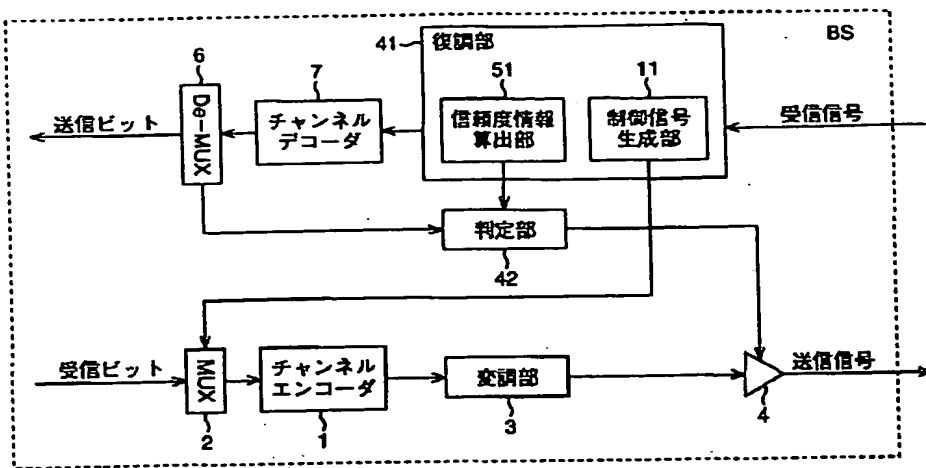 BS
41
復調部
6
7
51
11
送信ビット
De-MUX
チャンネル
デコーダ
信頼度情報
算出部
制御信号
生成部
受信信号
判定部
42
受信ビット
MUX
チャンネル
エンコーダ
変調部
送信信号
2
1
3
4